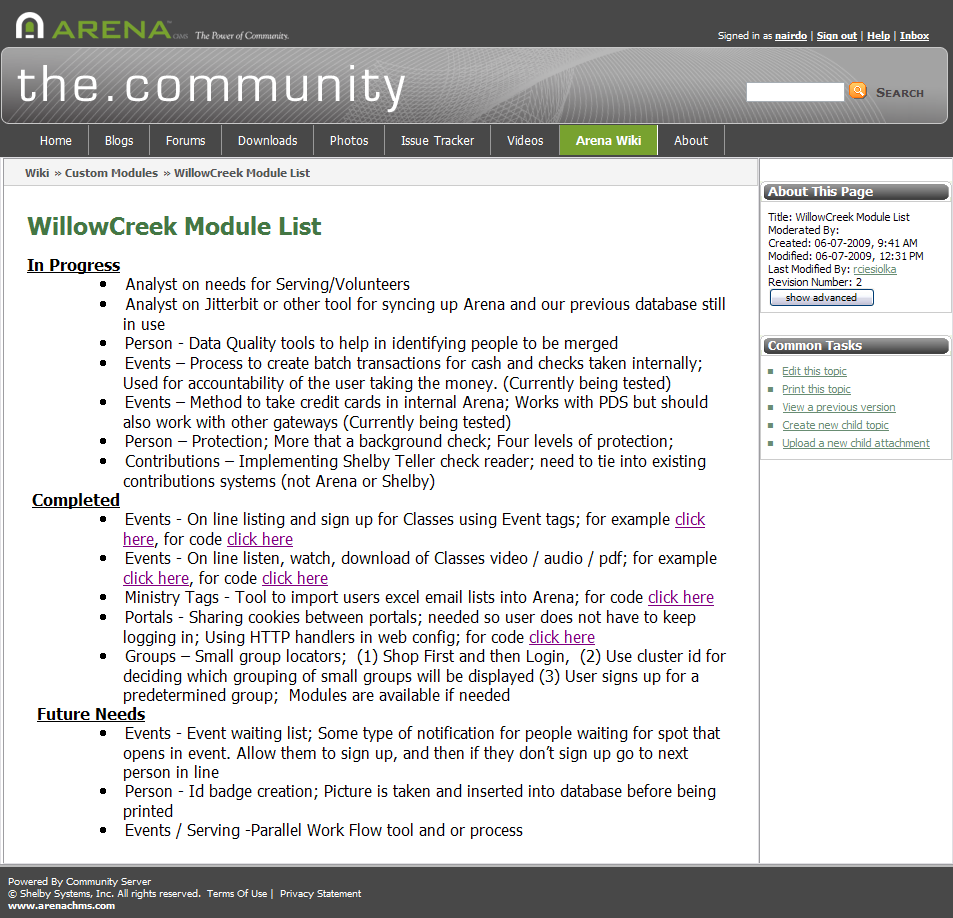 ARENA CHMS The Power of Community.
Signed in as nairdo | Sign out | Help | Inbox
the.community
SEARCH
Home Blogs Forums Downloads Photos Issue Tracker Videos Arena Wiki About
Wiki » Custom Modules » WillowCreek Module List
WillowCreek Module List
In Progress
• Analyst on needs for Serving/Volunteers
• Analyst on Jitterbit or other tool for syncing up Arena and our previous database still
in use
• Person - Data Quality tools to help in identifying people to be merged
• Events – Process to create batch transactions for cash and checks taken internally;
Used for accountability of the user taking the money. (Currently being tested)
• Events – Method to take credit cards in internal Arena; Works with PDS but should
also work with other gateways (Currently being tested)
• Person – Protection; More that a background check; Four levels of protection;
• Contributions – Implementing Shelby Teller check reader; need to tie into existing
contributions systems (not Arena or Shelby)
Completed
• Events - On line listing and sign up for Classes using Event tags; for example click
here, for code click here
• Events - On line listen, watch, download of Classes video / audio / pdf; for example
click here, for code click here
• Ministry Tags - Tool to import users excel email lists into Arena; for code click here
• Portals - Sharing cookies between portals; needed so user does not have to keep
logging in; Using HTTP handlers in web config; for code click here
• Groups – Small group locators;  (1) Shop First and then Login,  (2) Use cluster id for
deciding which grouping of small groups will be displayed (3) User signs up for a
predetermined group;  Modules are available if needed
Future Needs
• Events - Event waiting list; Some type of notification for people waiting for spot that
opens in event. Allow them to sign up, and then if they don’t sign up go to next
person in line
• Person - Id badge creation; Picture is taken and inserted into database before being
printed
• Events / Serving -Parallel Work Flow tool and or process
About This Page
Title: WillowCreek Module List
Moderated By:
Created: 06-07-2009, 9:41 AM
Modified: 06-07-2009, 12:31 PM
Last Modified By: rciesiolka
Revision Number: 2
show advanced
Common Tasks
Edit this topic
Print this topic
View a previous version
Create new child topic
Upload a new child attachment
Powered By Community Server
© Shelby Systems, Inc. All rights reserved.  Terms Of Use |  Privacy Statement
www.arenachms.com